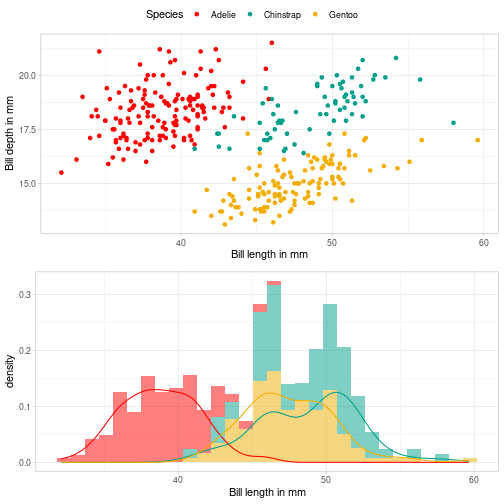 Species Adelie Chinstrap Gentoo
20.0
17.5
15.0
Bill depth in mm
40 50 60
Bill length in mm
0.3
0.2
0.1
0.0
density
40 50 60
Bill length in mm